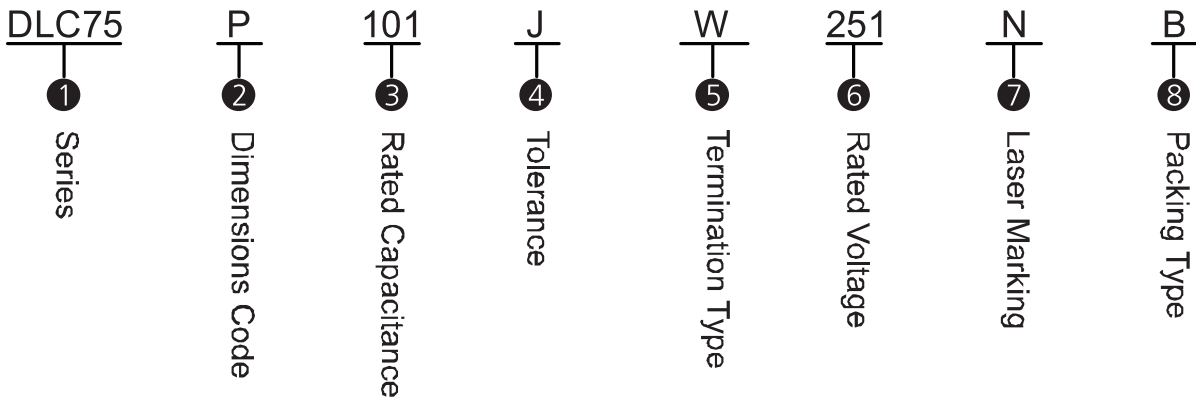 DLC75 P 101 J W 251 N B
1 2 3 4 5 6 7 8
Series
Dimensions Code
Rated Capacitance
Tolerance
Termination Type
Rated Voltage
Laser Marking
Packing Type